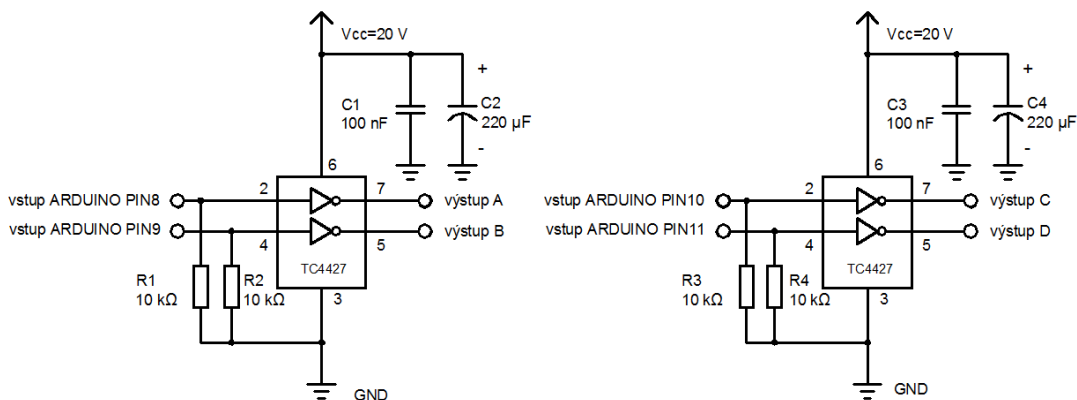 Vcc=20 V
C1
100 nF
+
C2
220 µF
-
6
vstup ARDUINO PIN8
2
7
výstup A
vstup ARDUINO PIN9
4
5
výstup B
TC4427
R1
10 kΩ
R2
10 kΩ
3
GND
Vcc=20 V
C3
100 nF
+
C4
220 µF
-
6
vstup ARDUINO PIN10
2
7
výstup C
vstup ARDUINO PIN11
4
5
výstup D
TC4427
R3
10 kΩ
R4
10 kΩ
3
GND